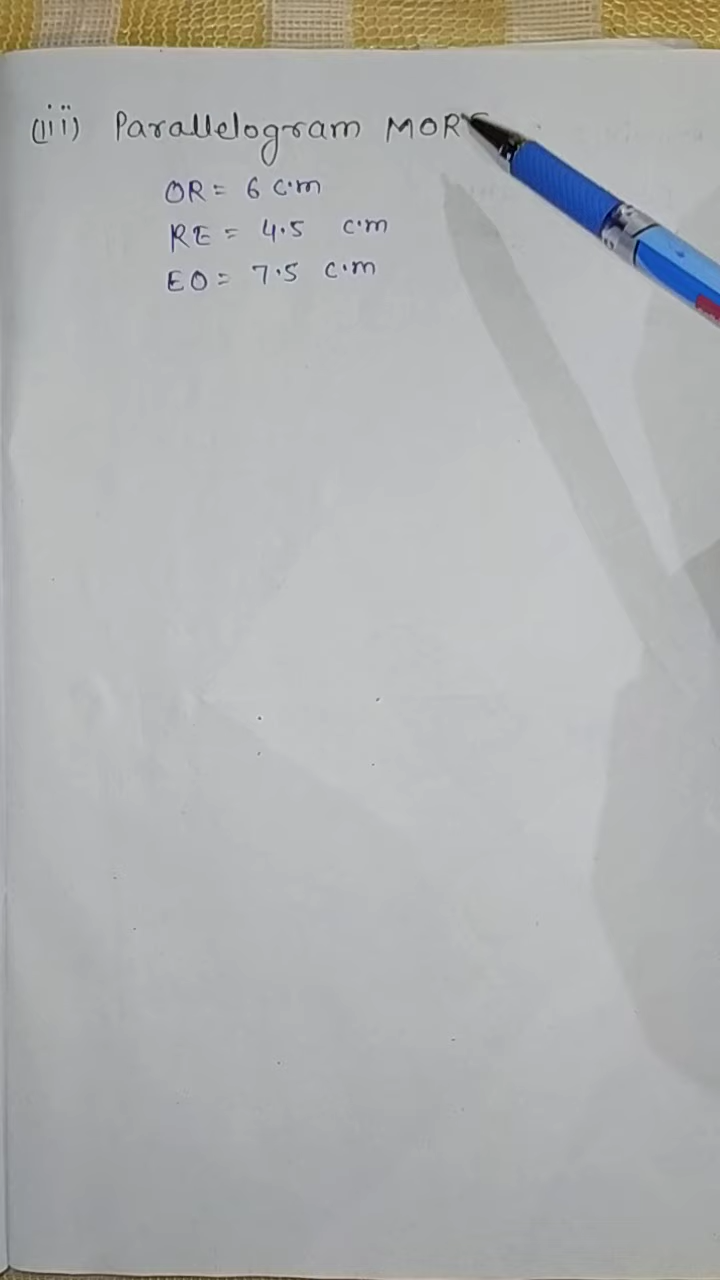 (iii) Parallelogram MOR
OR = 6 c.m
RE = 4.5 c.m
EO = 7.5 c.m